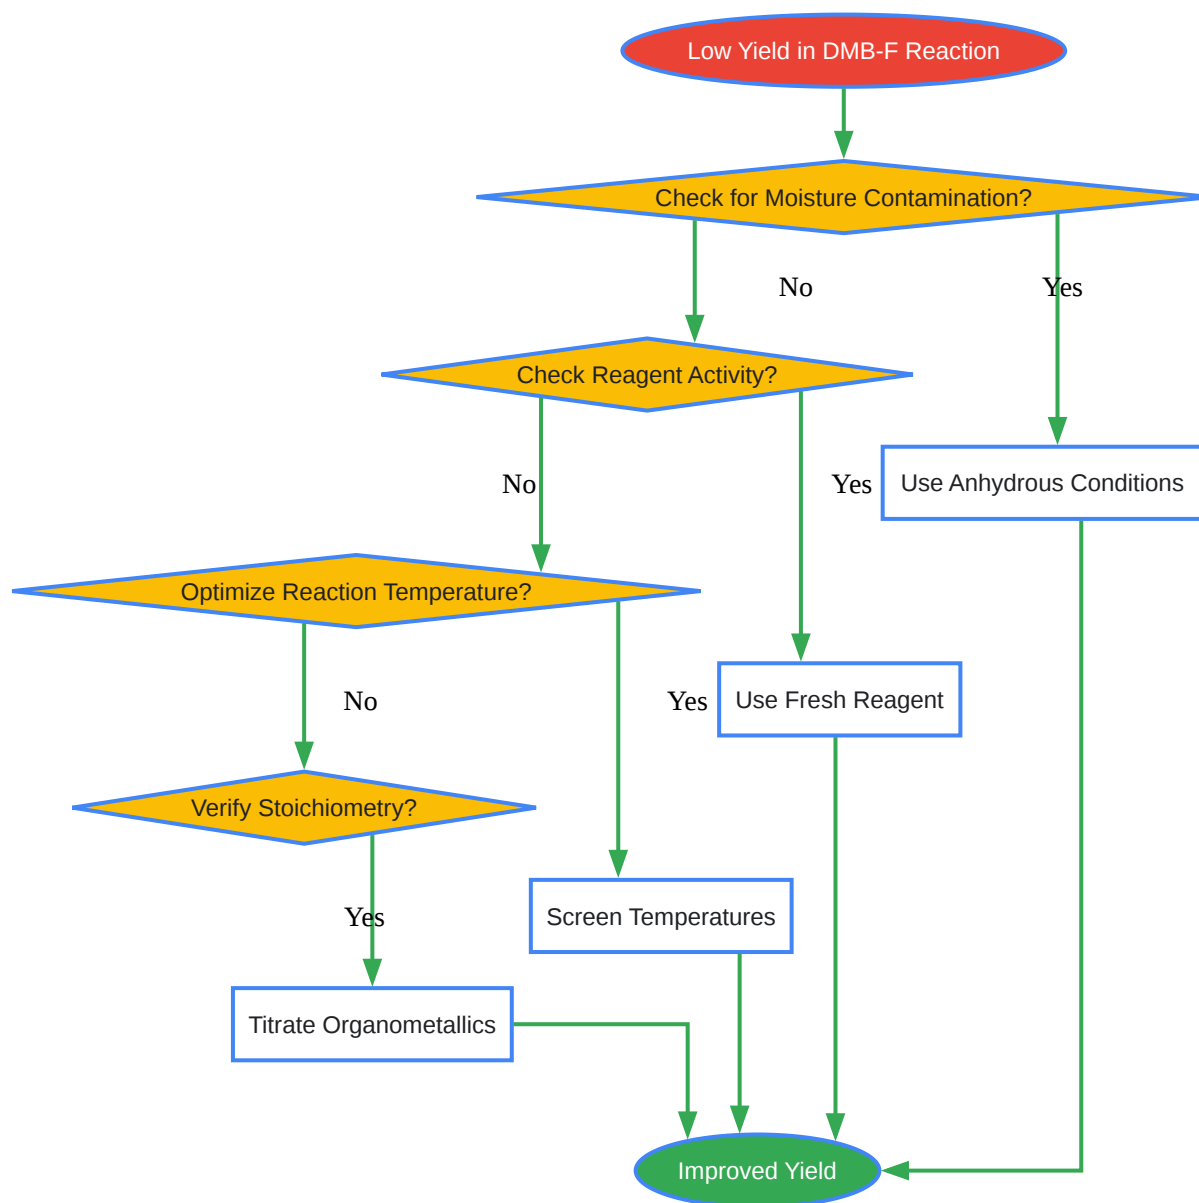 Low Yield in DMB-F Reaction
Check for Moisture Contamination?
No
Yes
Check Reagent Activity?
No
Yes
Use Anhydrous Conditions
Optimize Reaction Temperature?
No
Yes
Use Fresh Reagent
Verify Stoichiometry?
Yes
Screen Temperatures
Titrate Organometallics
Improved Yield